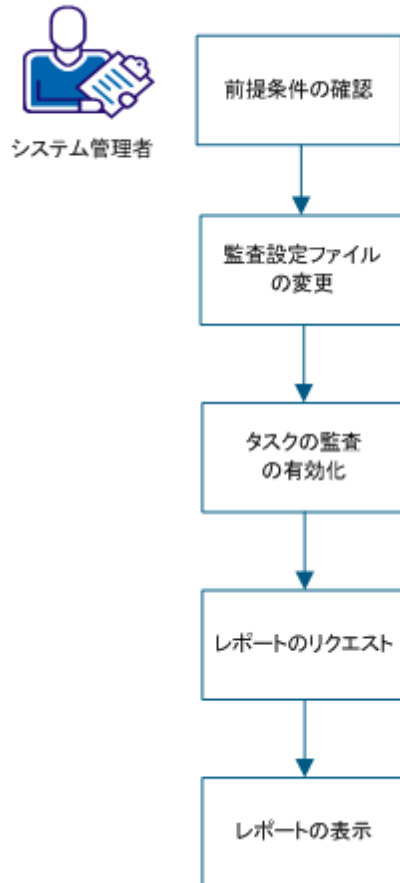 システム管理者
前提条件の確認
監査設定ファイル
の変更
タスクの監査
の有効化
レポートのリクエスト
レポートの表示